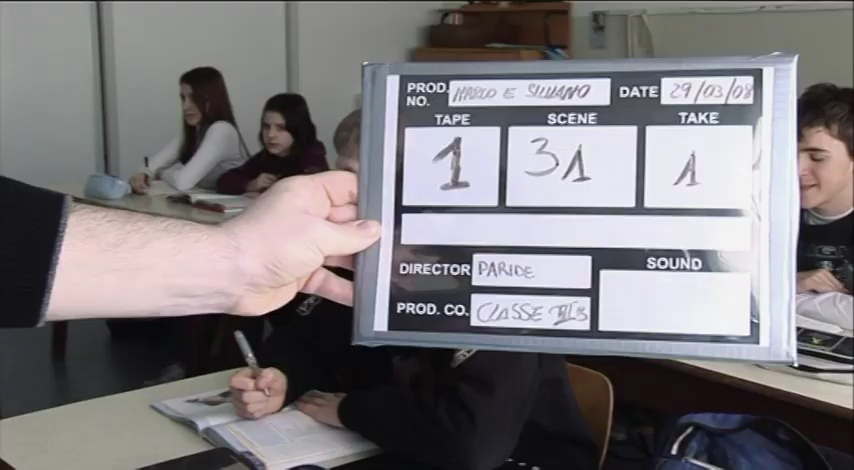 PROD. NO. MARCO E SILVANO DATE 29/03/08
TAPE SCENE TAKE
1 31 1
DIRECTOR PARIDE SOUND
PROD. CO. CLASSE III B